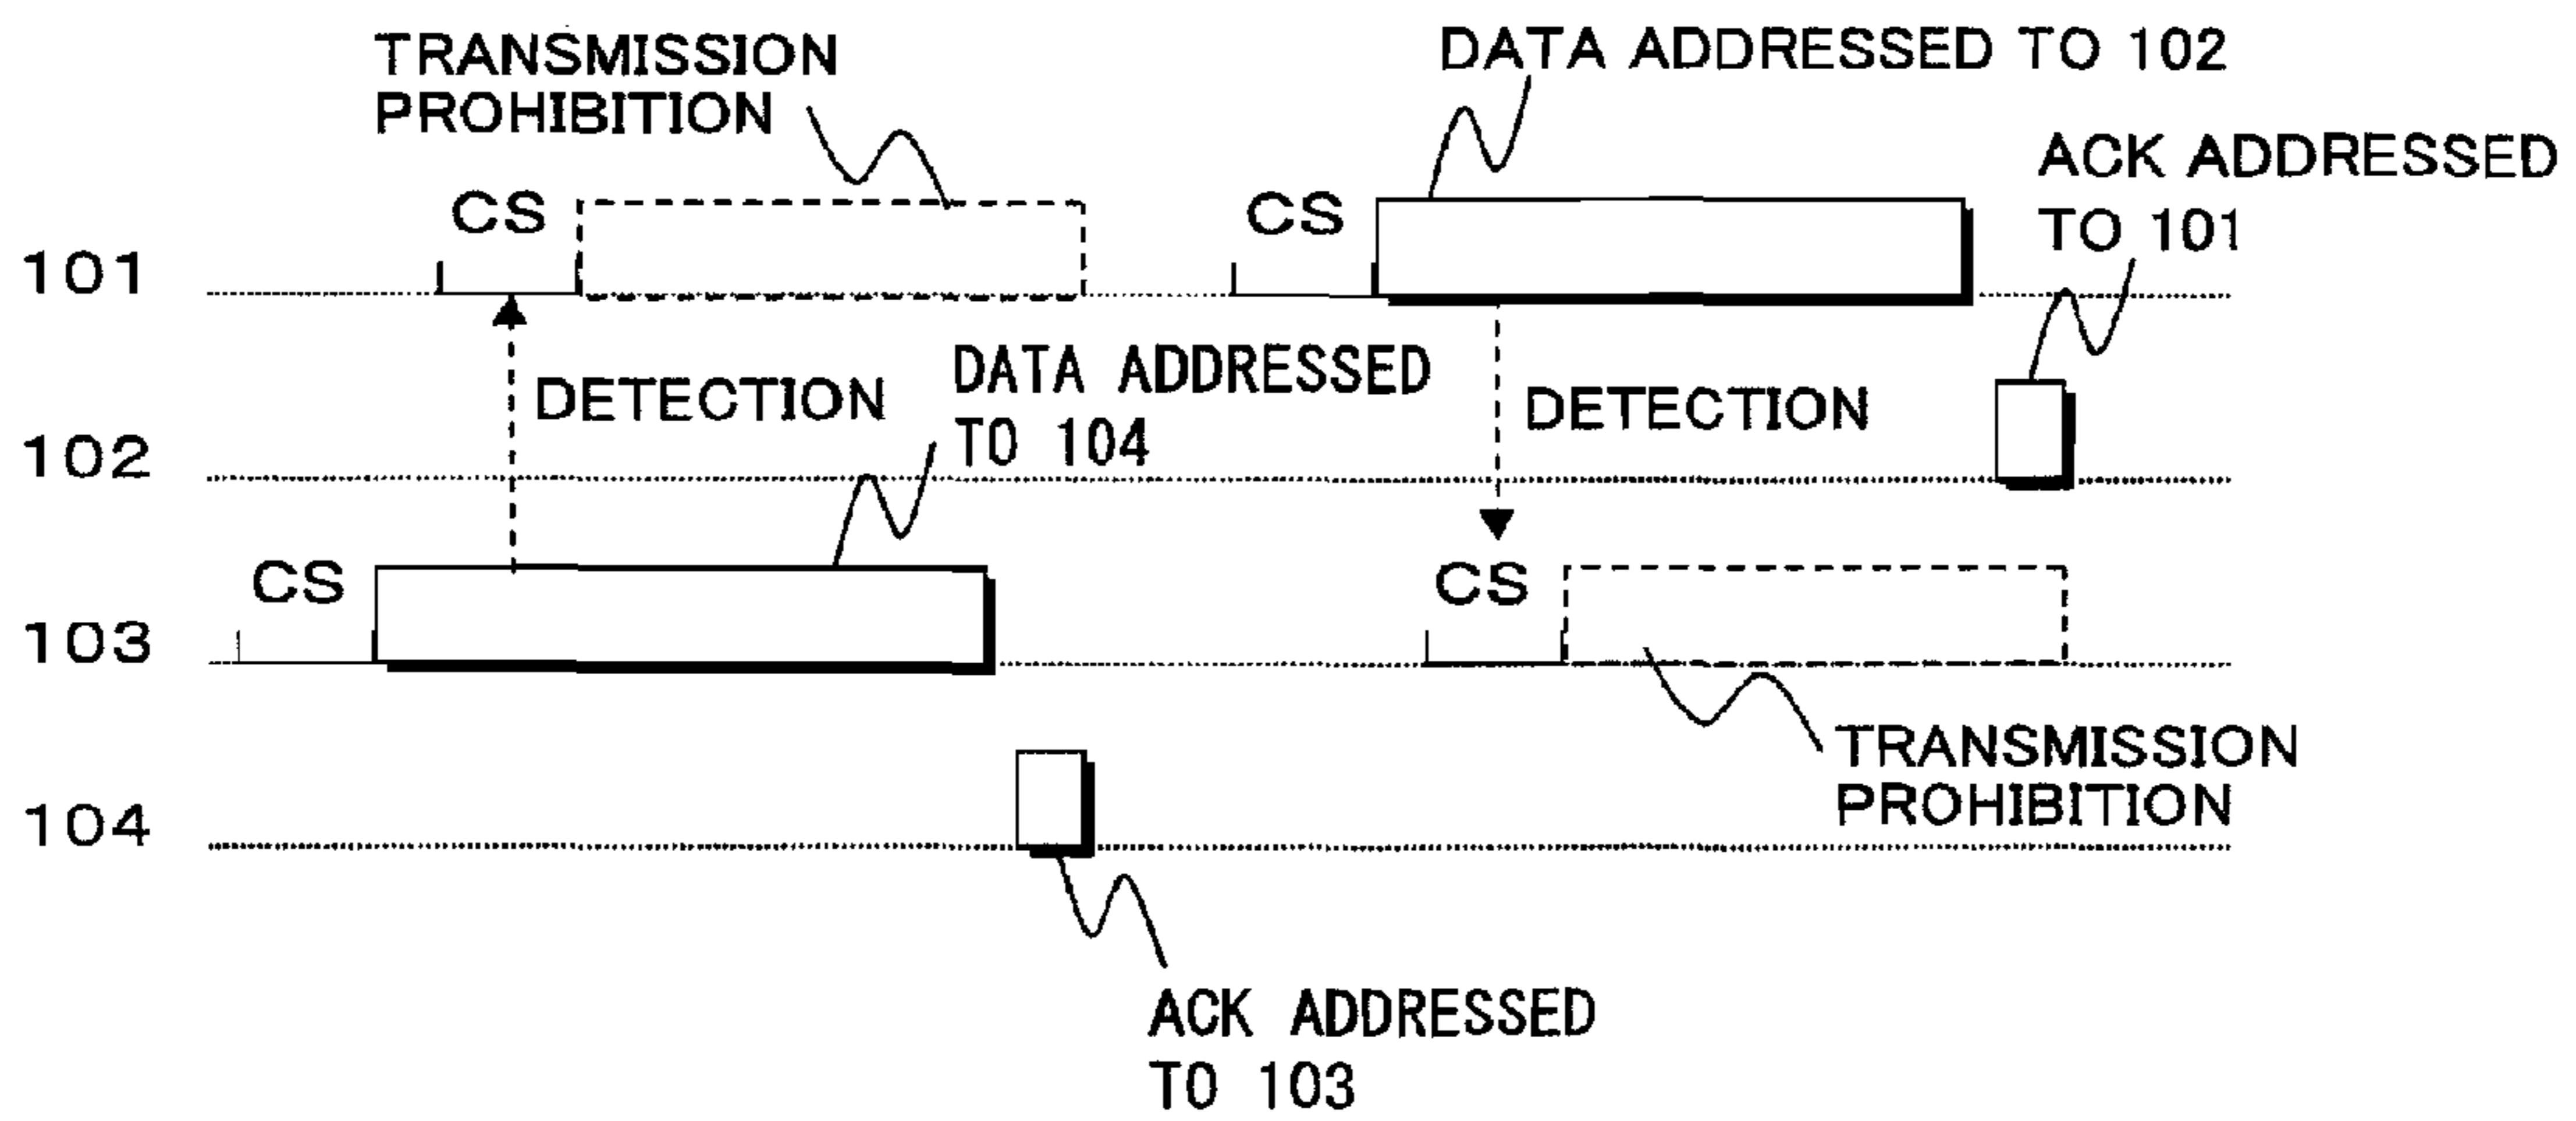 TRANSMISSION
PROHIBITION
DATA ADDRESSED TO 102
ACK ADDRESSED
TO 101
CS
CS
101
DETECTION
DATA ADDRESSED
TO 104
DETECTION
102
CS
CS
103
TRANSMISSION
PROHIBITION
104
ACK ADDRESSED
TO 103